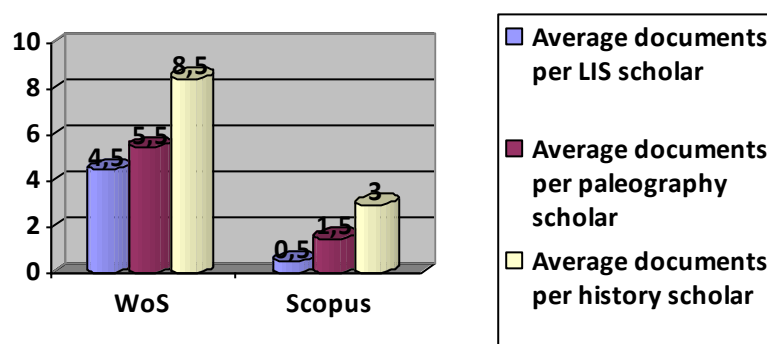 10
8
6
4
2
0
4,5
5,5
8,5
0,5
1,5
3
WoS
Scopus
Average documents
per LIS scholar
Average documents
per paleography
scholar
Average documents
per history scholar